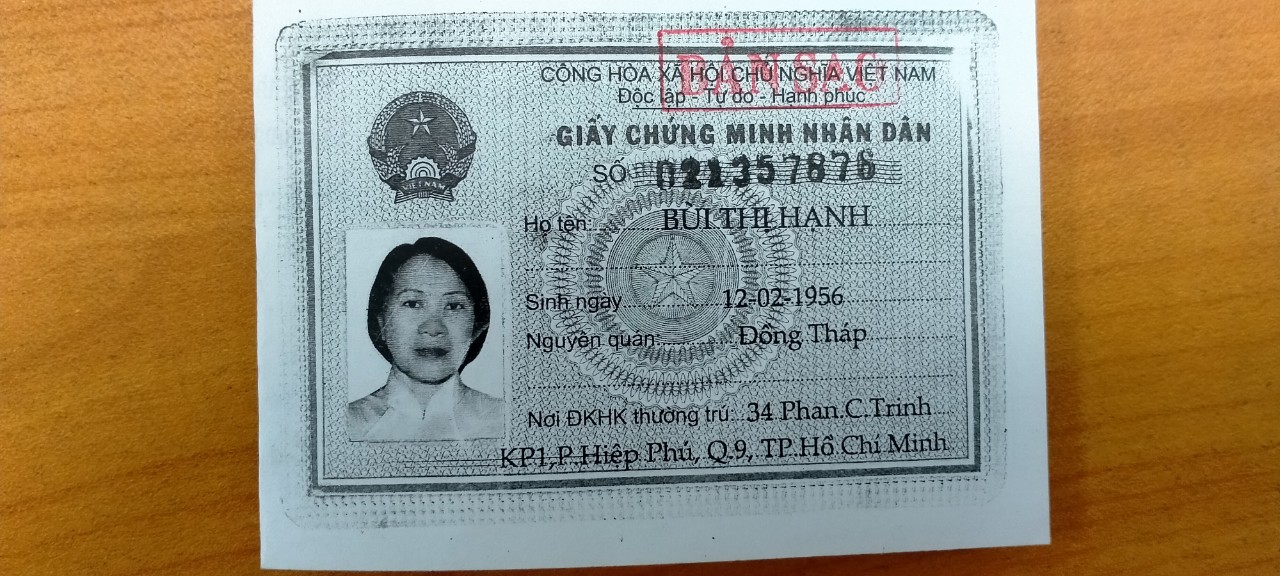 BẢN SAO
CỘNG HÒA XÃ HỘI CHỦ NGHĨA VIỆT NAM
Độc lập - Tự do - Hạnh phúc
GIẤY CHỨNG MINH NHÂN DÂN
SỐ 021357876
VIỆT NAM
Họ tên: BÙI THỊ HẠNH
Sinh ngày 12-02-1956
Nguyên quán: Đồng Tháp
Nơi ĐKHK thường trú: 34 Phan.C.Trinh
KP1,P.Hiệp Phú, Q.9, TP.Hồ Chí Minh